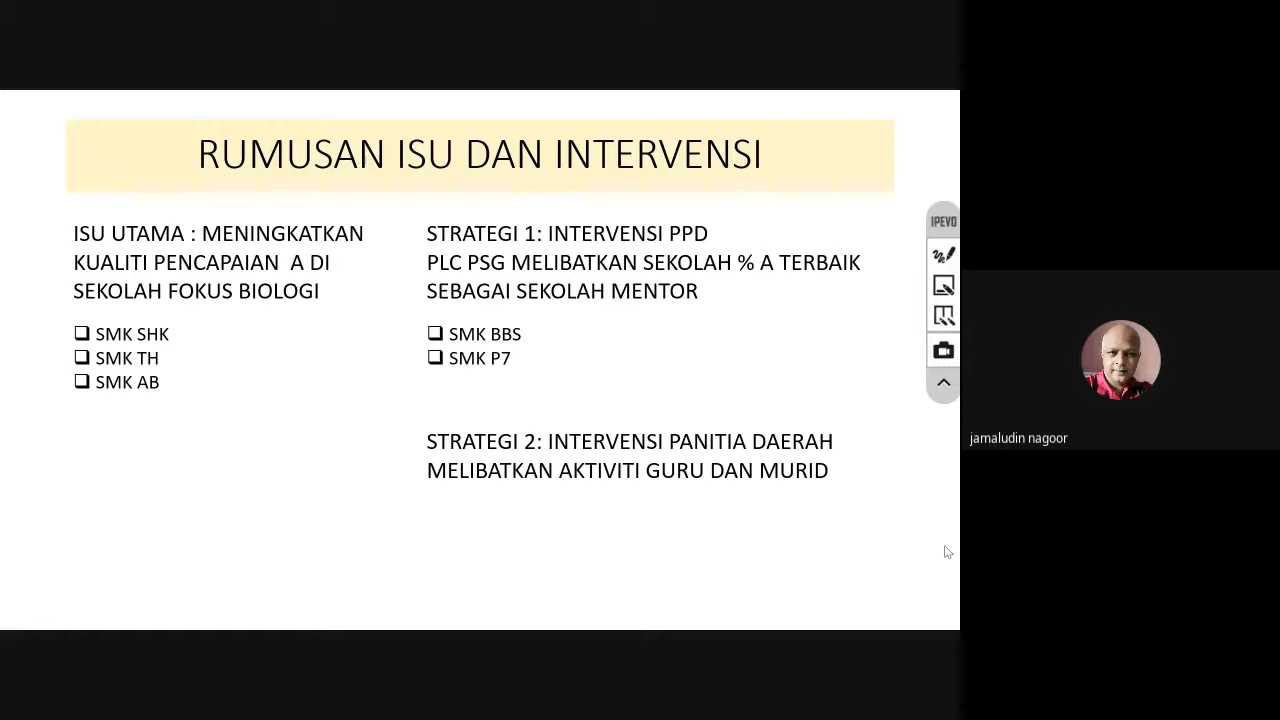 RUMUSAN ISU DAN INTERVENSI
ISU UTAMA : MENINGKATKAN
KUALITI PENCAPAIAN A DI
SEKOLAH FOKUS BIOLOGI
SMK SHK
SMK TH
SMK AB
STRATEGI 1: INTERVENSI PPD
PLC PSG MELIBATKAN SEKOLAH % A TERBAIK
SEBAGAI SEKOLAH MENTOR
SMK BBS
SMK P7
STRATEGI 2: INTERVENSI PANITIA DAERAH
MELIBATKAN AKTIVITI GURU DAN MURID
IPEVO
jamaludin nagoor